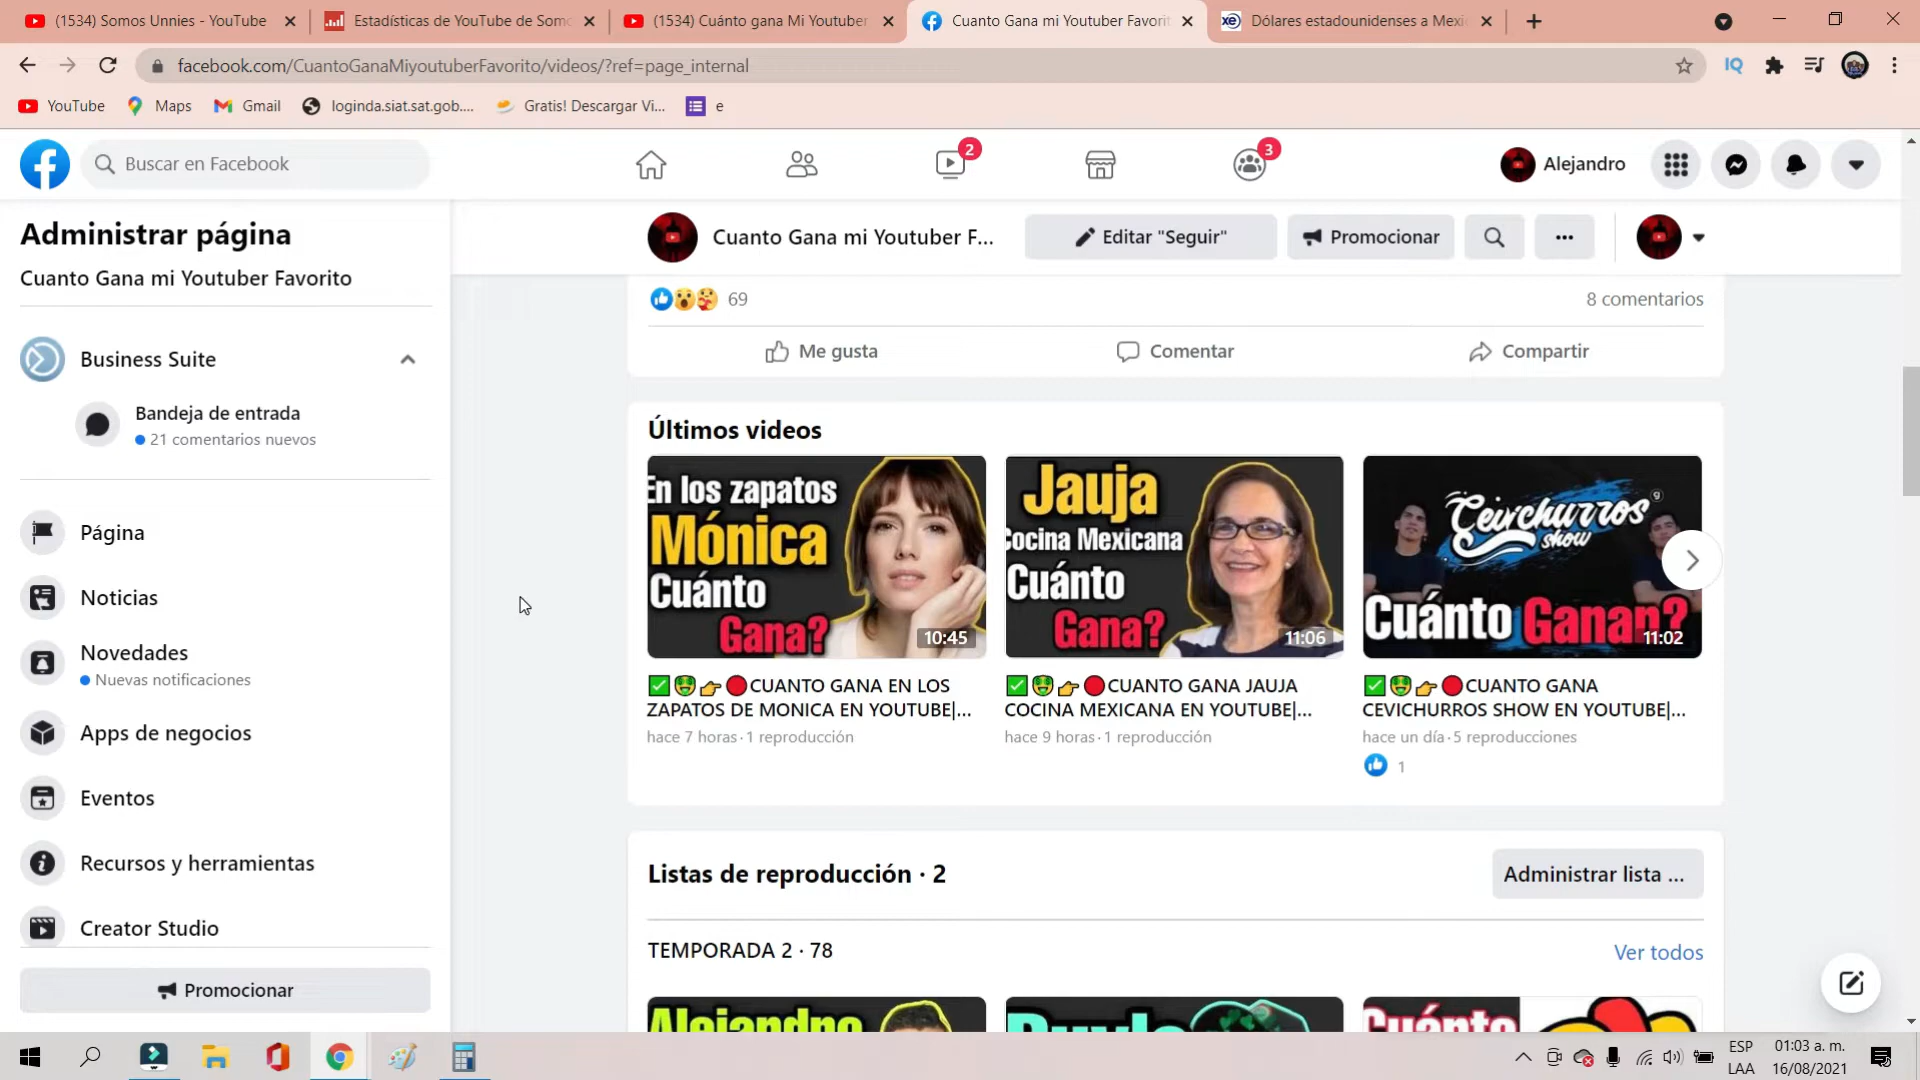 (1534) Somos Unnies - YouTube
Estadísticas de YouTube de Somo
(1534) Cuánto gana Mi Youtuber
Cuanto Gana mi Youtuber Favorit
Dólares estadounidenses a Mexi
facebook.com/CuantoGanaMiyoutuberFavorito/videos/?ref=page_internal
YouTube
Maps
Gmail
loginda.siat.sat.gob....
Gratis! Descargar Vi...
e
Buscar en Facebook
2
3
Alejandro
Administrar página
Cuanto Gana mi Youtuber Favorito
Business Suite
Bandeja de entrada
21 comentarios nuevos
Página
Noticias
Novedades
Nuevas notificaciones
Apps de negocios
Eventos
Recursos y herramientas
Creator Studio
Promocionar
Cuanto Gana mi Youtuber F...
Editar "Seguir"
Promocionar
69
8 comentarios
Me gusta
Comentar
Compartir
Últimos videos
En los zapatos
Mónica
Cuánto
Gana?
10:45
Jauja
Cocina Mexicana
Cuánto
Gana?
11:06
Cevichurros
show
Cuánto Ganan?
11:02
CUANTO GANA EN LOS
ZAPATOS DE MONICA EN YOUTUBE|...
hace 7 horas · 1 reproducción
CUANTO GANA JAUJA
COCINA MEXICANA EN YOUTUBE|...
hace 9 horas · 1 reproducción
CUANTO GANA
CEVICHURROS SHOW EN YOUTUBE|...
hace un día · 5 reproducciones
1
Listas de reproducción · 2
Administrar lista ...
TEMPORADA 2 · 78
Ver todos
Alejandro
Cuánto
ESP
LAA
01:03 a. m.
16/08/2021